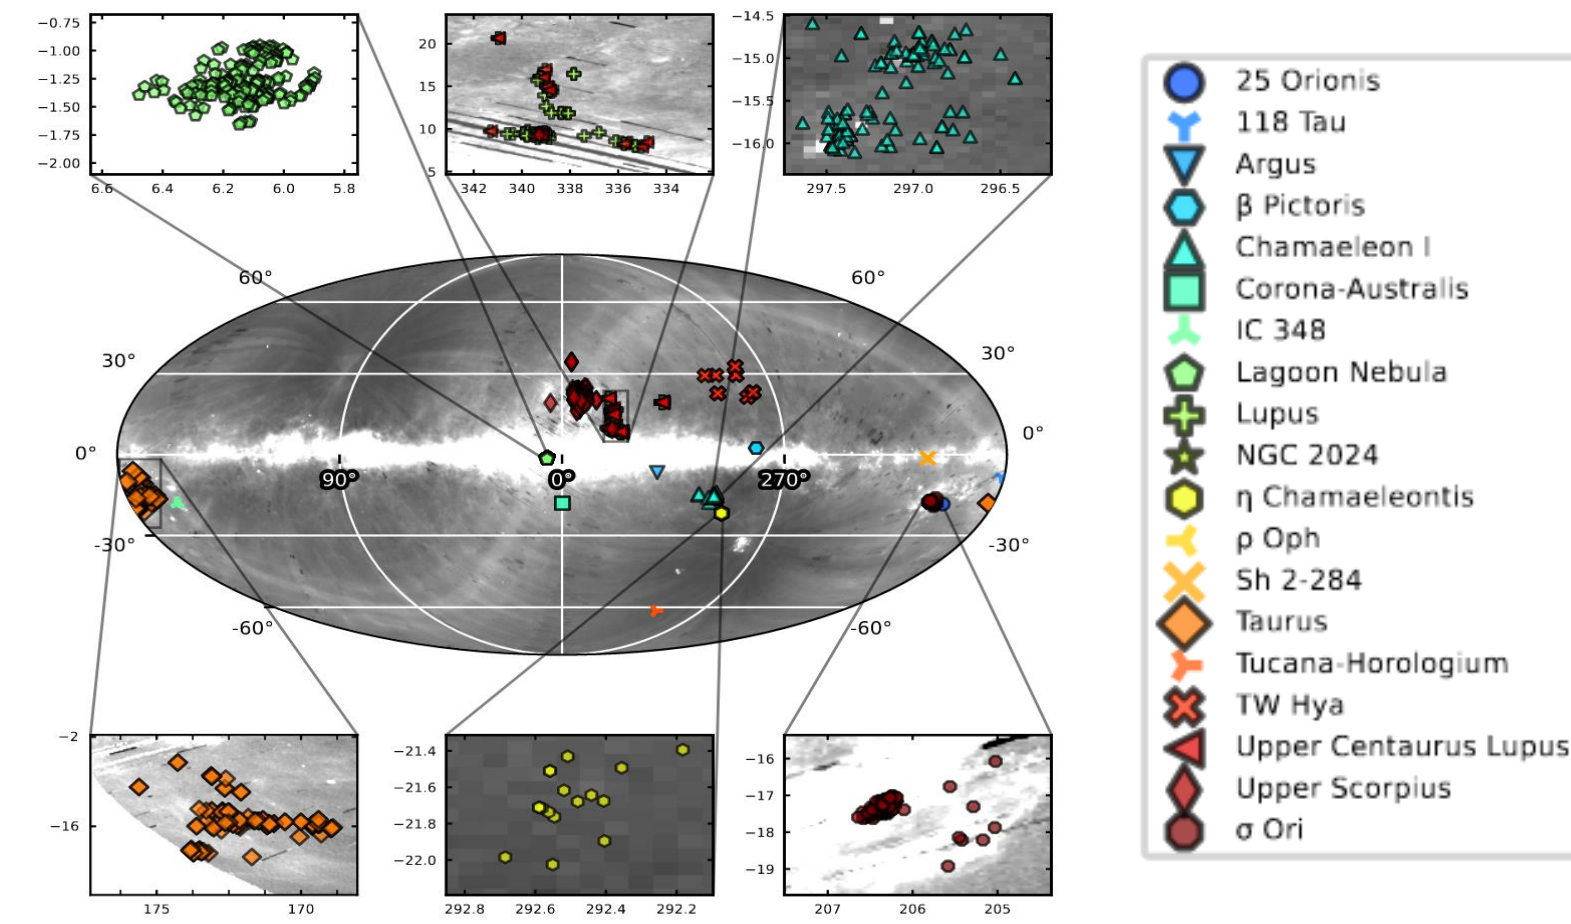 −0.75
−1.00
−1.25
−1.50
−1.75
−2.00
6.6 6.4 6.2 6.0 5.8
20
15
10
5
342 340 338 336 334
−14.5
−15.0
−15.5
−16.0
297.5 297.0 296.5
60° 60°
30° 30°
0° 0°
90° 0° 270°
-30° -30°
-60° -60°
−2
−16
175 170
−21.4
−21.6
−21.8
−22.0
292.8 292.6 292.4 292.2
−16
−17
−18
−19
207 206 205
25 Orionis
118 Tau
Argus
β Pictoris
Chamaeleon I
Corona-Australis
IC 348
Lagoon Nebula
Lupus
NGC 2024
η Chamaeleontis
ρ Oph
Sh 2-284
Taurus
Tucana-Horologium
TW Hya
Upper Centaurus Lupus
Upper Scorpius
σ Ori